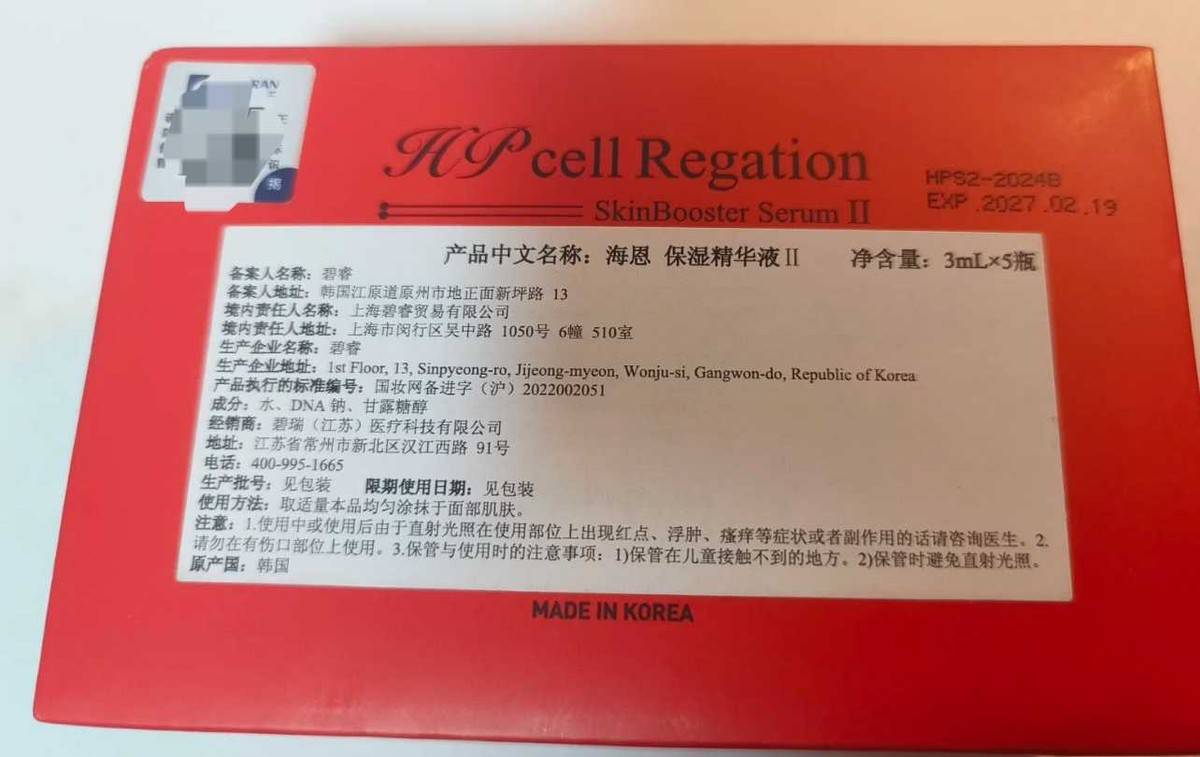 RAN
揭
HP cell Regation
HPS2-2024B
EXP.2027.02.19
SkinBooster Serum II
产品中文名称：海恩 保湿精华液II 净含量：3mL×5瓶
备案人名称：碧睿
备案人地址：韩国江原道原州市地正面新坪路 13
境内责任人名称：上海碧睿贸易有限公司
境内责任人地址：上海市闵行区吴中路 1050号 6幢 510室
生产企业名称：碧睿
生产企业地址：1st Floor, 13, Sinpyeong-ro, Jijeong-myeon, Wonju-si, Gangwon-do, Republic of Korea
产品执行的标准编号：国妆网备进字（沪）2022002051
成分：水、DNA 钠、甘露糖醇
经销商：碧瑞（江苏）医疗科技有限公司
地址：江苏省常州市新北区汉江西路 91号
电话：400-995-1665
生产批号：见包装 限期使用日期：见包装
使用方法：取适量本品均匀涂抹于面部肌肤。
注意：1.使用中或使用后由于直射光照在使用部位上出现红点、浮肿、瘙痒等症状或者副作用的话请咨询医生。2.
请勿在有伤口部位上使用。3.保管与使用时的注意事项：1)保管在儿童接触不到的地方。2)保管时避免直射光照。
原产国：韩国
MADE IN KOREA